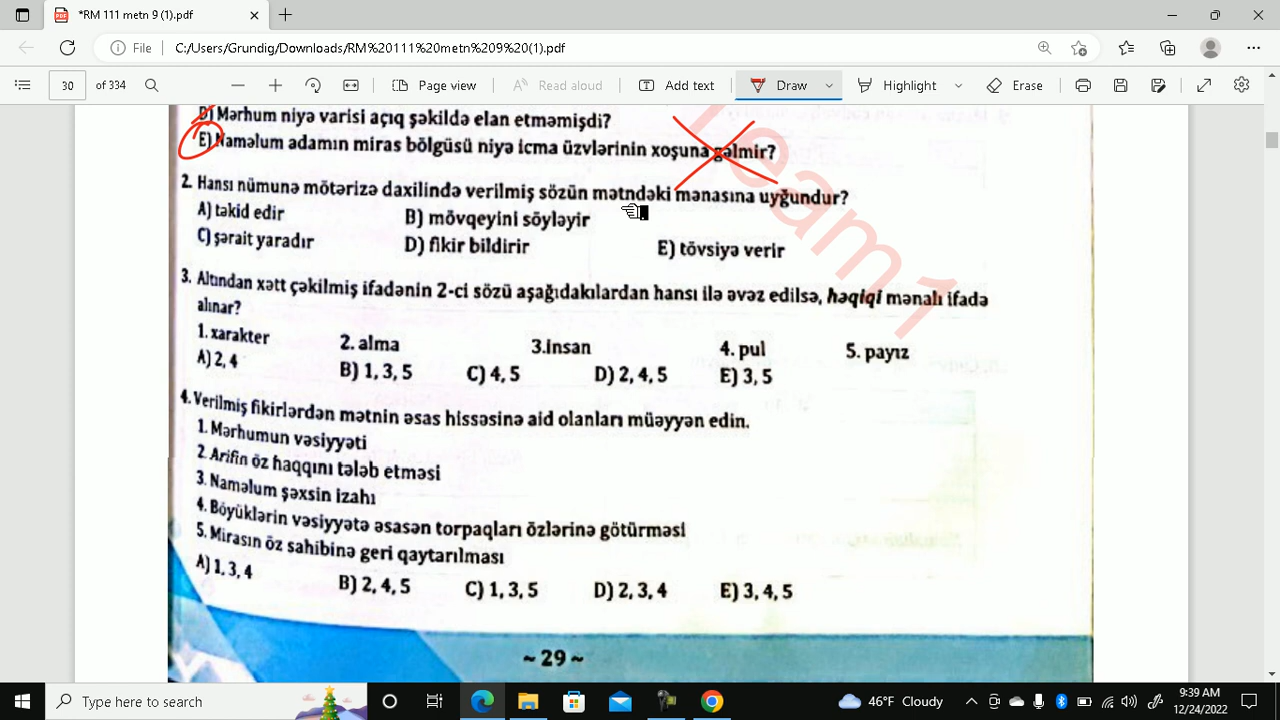 *RM 111 metn 9 (1).pdf
File C:/Users/Grundig/Downloads/RM%20111%20metn%209%20(1).pdf
30 of 334 Page view Read aloud Add text Draw Highlight Erase
D) Mərhum niyə varisi açıq şəkildə elan etməmişdi?
E) Naməlum adamın miras bölgüsü niyə icma üzvlərinin xoşuna gəlmir?
2. Hansı nümunə mötərizə daxilində verilmiş sözün mətndəki mənasına uyğundur?
A) təkid edir B) mövqeyini söyləyir
C) şərait yaradır D) fikir bildirir E) tövsiyə verir
3. Altından xətt çəkilmiş ifadənin 2-ci sözü aşağıdakılardan hansı ilə əvəz edilsə, həqiqi mənalı ifadə
alınar?
1. xarakter 2. alma 3.insan 4. pul 5. payız
A) 2, 4 B) 1, 3, 5 C) 4, 5 D) 2, 4, 5 E) 3, 5
4. Verilmiş fikirlərdən mətnin əsas hissəsinə aid olanları müəyyən edin.
1. Mərhumun vəsiyyəti
2. Arifin öz haqqını tələb etməsi
3. Naməlum şəxsin izahı
4. Böyüklərin vəsiyyətə əsasən torpaqları özlərinə götürməsi
5. Mirasın öz sahibinə geri qaytarılması
A) 1, 3, 4 B) 2, 4, 5 C) 1, 3, 5 D) 2, 3, 4 E) 3, 4, 5
~ 29 ~
Team1
Type here to search 46°F Cloudy 9:39 AM
12/24/2022